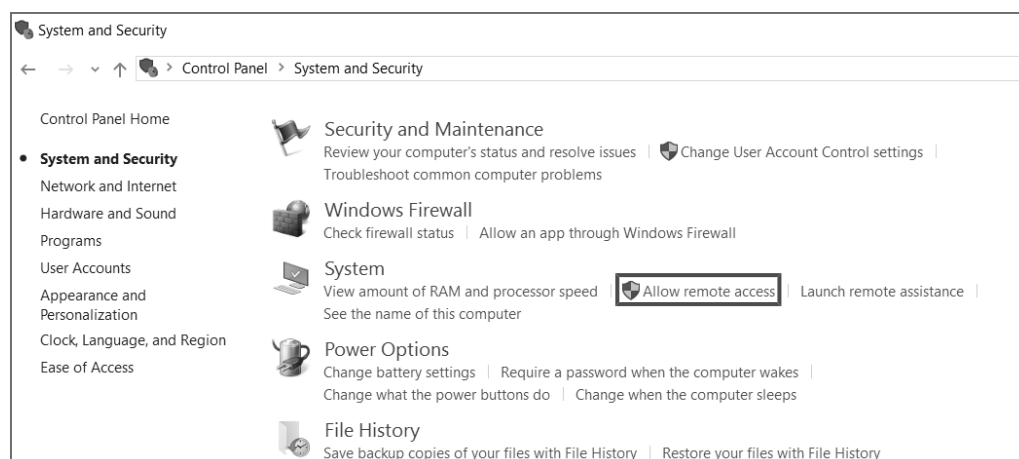 System and Security
Control Panel > System and Security
Control Panel Home
System and Security
Network and Internet
Hardware and Sound
Programs
User Accounts
Appearance and
Personalization
Clock, Language, and Region
Ease of Access
Security and Maintenance
Review your computer's status and resolve issues | Change User Account Control settings |
Troubleshoot common computer problems
Windows Firewall
Check firewall status | Allow an app through Windows Firewall
System
View amount of RAM and processor speed | Allow remote access | Launch remote assistance |
See the name of this computer
Power Options
Change battery settings | Require a password when the computer wakes |
Change what the power buttons do | Change when the computer sleeps
File History
Save backup copies of your files with File History | Restore your files with File History